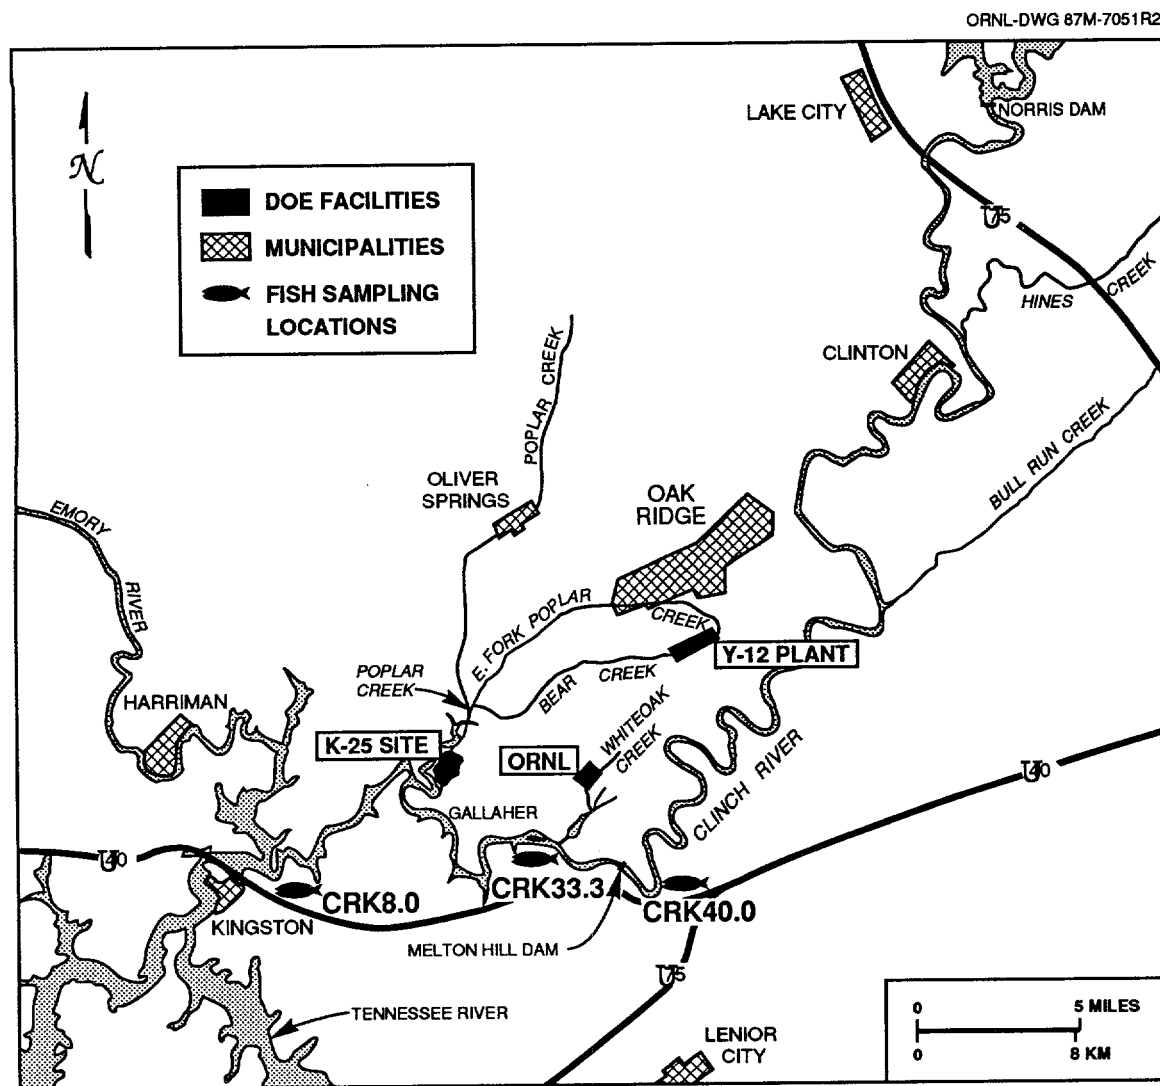 ORNL-DWG 87M-7051R2
LAKE CITY
NORRIS DAM
N
DOE FACILITIES
MUNICIPALITIES
FISH SAMPLING
LOCATIONS
75
HINES
CREEK
CLINTON
POPLAR CREEK
BULL RUN CREEK
OLIVER
SPRINGS
OAK
RIDGE
EMORY
RIVER
E. FORK POPLAR
CREEK
Y-12 PLANT
POPLAR
CREEK
BEAR
CREEK
HARRIMAN
K-25 SITE
ORNL
WHITEOAK
CREEK
CLINCH RIVER
40
GALLAHER
40
CRK8.0
CRK33.3
CRK40.0
KINGSTON
MELTON HILL DAM
75
TENNESSEE RIVER
LENIOR
CITY
0 5 MILES
0 8 KM